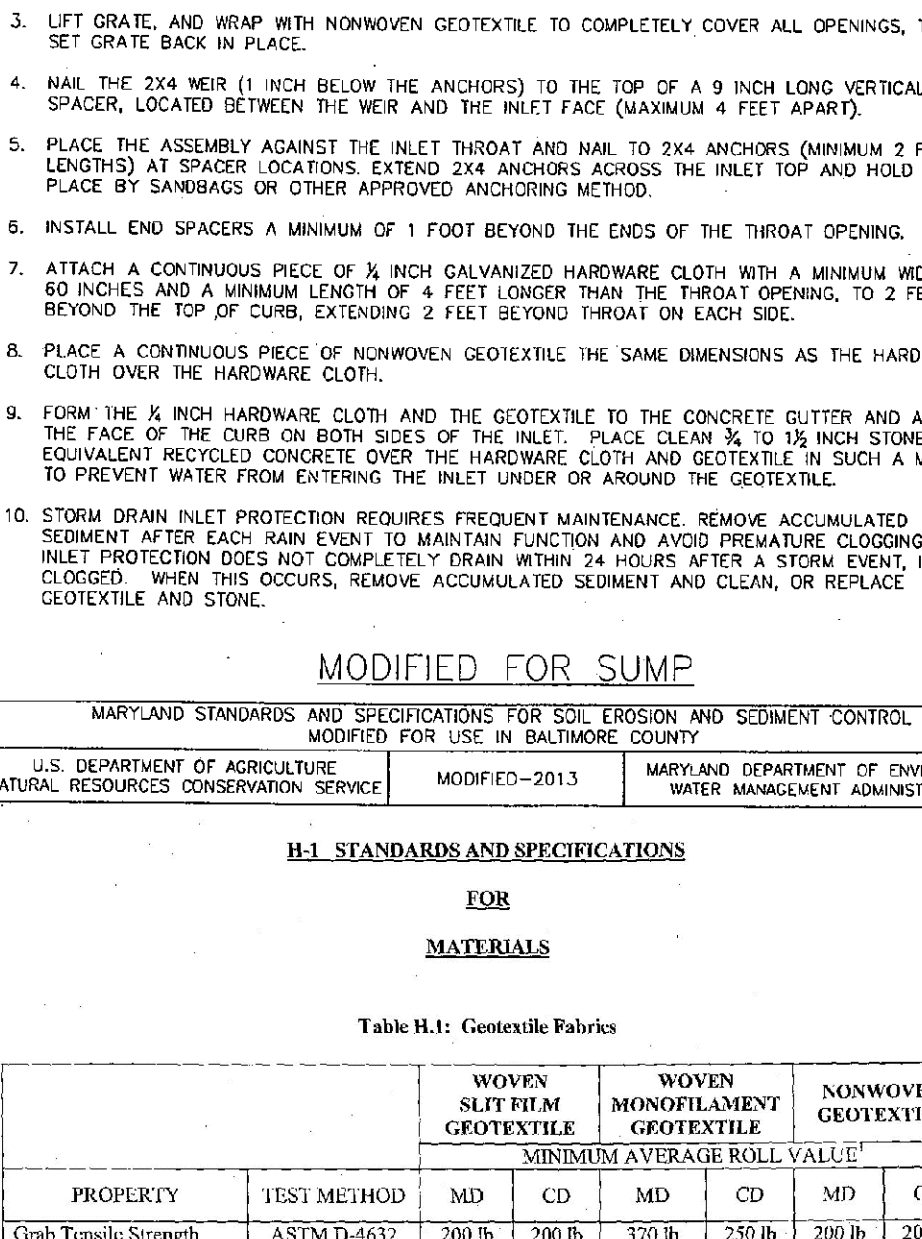 3. LIFT GRATE, AND WRAP WITH NONWOVEN GEOTEXTILE TO COMPLETELY COVER ALL OPENINGS,
SET GRATE BACK IN PLACE.
4. NAIL THE 2X4 WEIR (1 INCH BELOW THE ANCHORS) TO THE TOP OF A 9 INCH LONG VERTICAL
SPACER, LOCATED BETWEEN THE WEIR AND THE INLET FACE (MAXIMUM 4 FEET APART).
5. PLACE THE ASSEMBLY AGAINST THE INLET THROAT AND NAIL TO 2X4 ANCHORS (MINIMUM 2
LENGTHS) AT SPACER LOCATIONS. EXTEND 2X4 ANCHORS ACROSS THE INLET TOP AND HOLD
PLACE BY SANDBAGS OR OTHER APPROVED ANCHORING METHOD.
6. INSTALL END SPACERS A MINIMUM OF 1 FOOT BEYOND THE ENDS OF THE THROAT OPENING.
7. ATTACH A CONTINUOUS PIECE OF ¼ INCH GALVANIZED HARDWARE CLOTH WITH A MINIMUM
60 INCHES AND A MINIMUM LENGTH OF 4 FEET LONGER THAN THE THROAT OPENING, TO 2
BEYOND THE TOP OF CURB, EXTENDING 2 FEET BEYOND THROAT ON EACH SIDE.
8. PLACE A CONTINUOUS PIECE OF NONWOVEN GEOTEXTILE THE SAME DIMENSIONS AS THE HARD
CLOTH OVER THE HARDWARE CLOTH.
9. FORM THE ¼ INCH HARDWARE CLOTH AND THE GEOTEXTILE TO THE CONCRETE GUTTER AND
THE FACE OF THE CURB ON BOTH SIDES OF THE INLET. PLACE CLEAN ¾ TO 1½ INCH STONE
EQUIVALENT RECYCLED CONCRETE OVER THE HARDWARE CLOTH AND GEOTEXTILE IN SUCH A
TO PREVENT WATER FROM ENTERING THE INLET UNDER OR AROUND THE GEOTEXTILE.
10. STORM DRAIN INLET PROTECTION REQUIRES FREQUENT MAINTENANCE. REMOVE ACCUMULATED
SEDIMENT AFTER EACH RAIN EVENT TO MAINTAIN FUNCTION AND AVOID PREMATURE CLOGGING
INLET PROTECTION DOES NOT COMPLETELY DRAIN WITHIN 24 HOURS AFTER A STORM EVENT,
CLOGGED. WHEN THIS OCCURS, REMOVE ACCUMULATED SEDIMENT AND CLEAN, OR REPLACE
GEOTEXTILE AND STONE.
MODIFIED FOR SUMP
MARYLAND STANDARDS AND SPECIFICATIONS FOR SOIL EROSION AND SEDIMENT CONTROL
MODIFIED FOR USE IN BALTIMORE COUNTY
U.S. DEPARTMENT OF AGRICULTURE
ATURAL RESOURCES CONSERVATION SERVICE
MODIFIED-2013
MARYLAND DEPARTMENT OF ENVI
WATER MANAGEMENT ADMINIST
H-1 STANDARDS AND SPECIFICATIONS
FOR
MATERIALS
Table H.1: Geotextile Fabrics
WOVEN SLIT FILM GEOTEXTILE WOVEN MONOFILAMENT GEOTEXTILE NONWOVE GEOTEXTI
MINIMUM AVERAGE ROLL VALUE¹
PROPERTY TEST METHOD MD CD MD CD MD
Grab Tensile Strength ASTM D-4632 200 lb 200 lb 370 lb 250 lb 200 lb 20